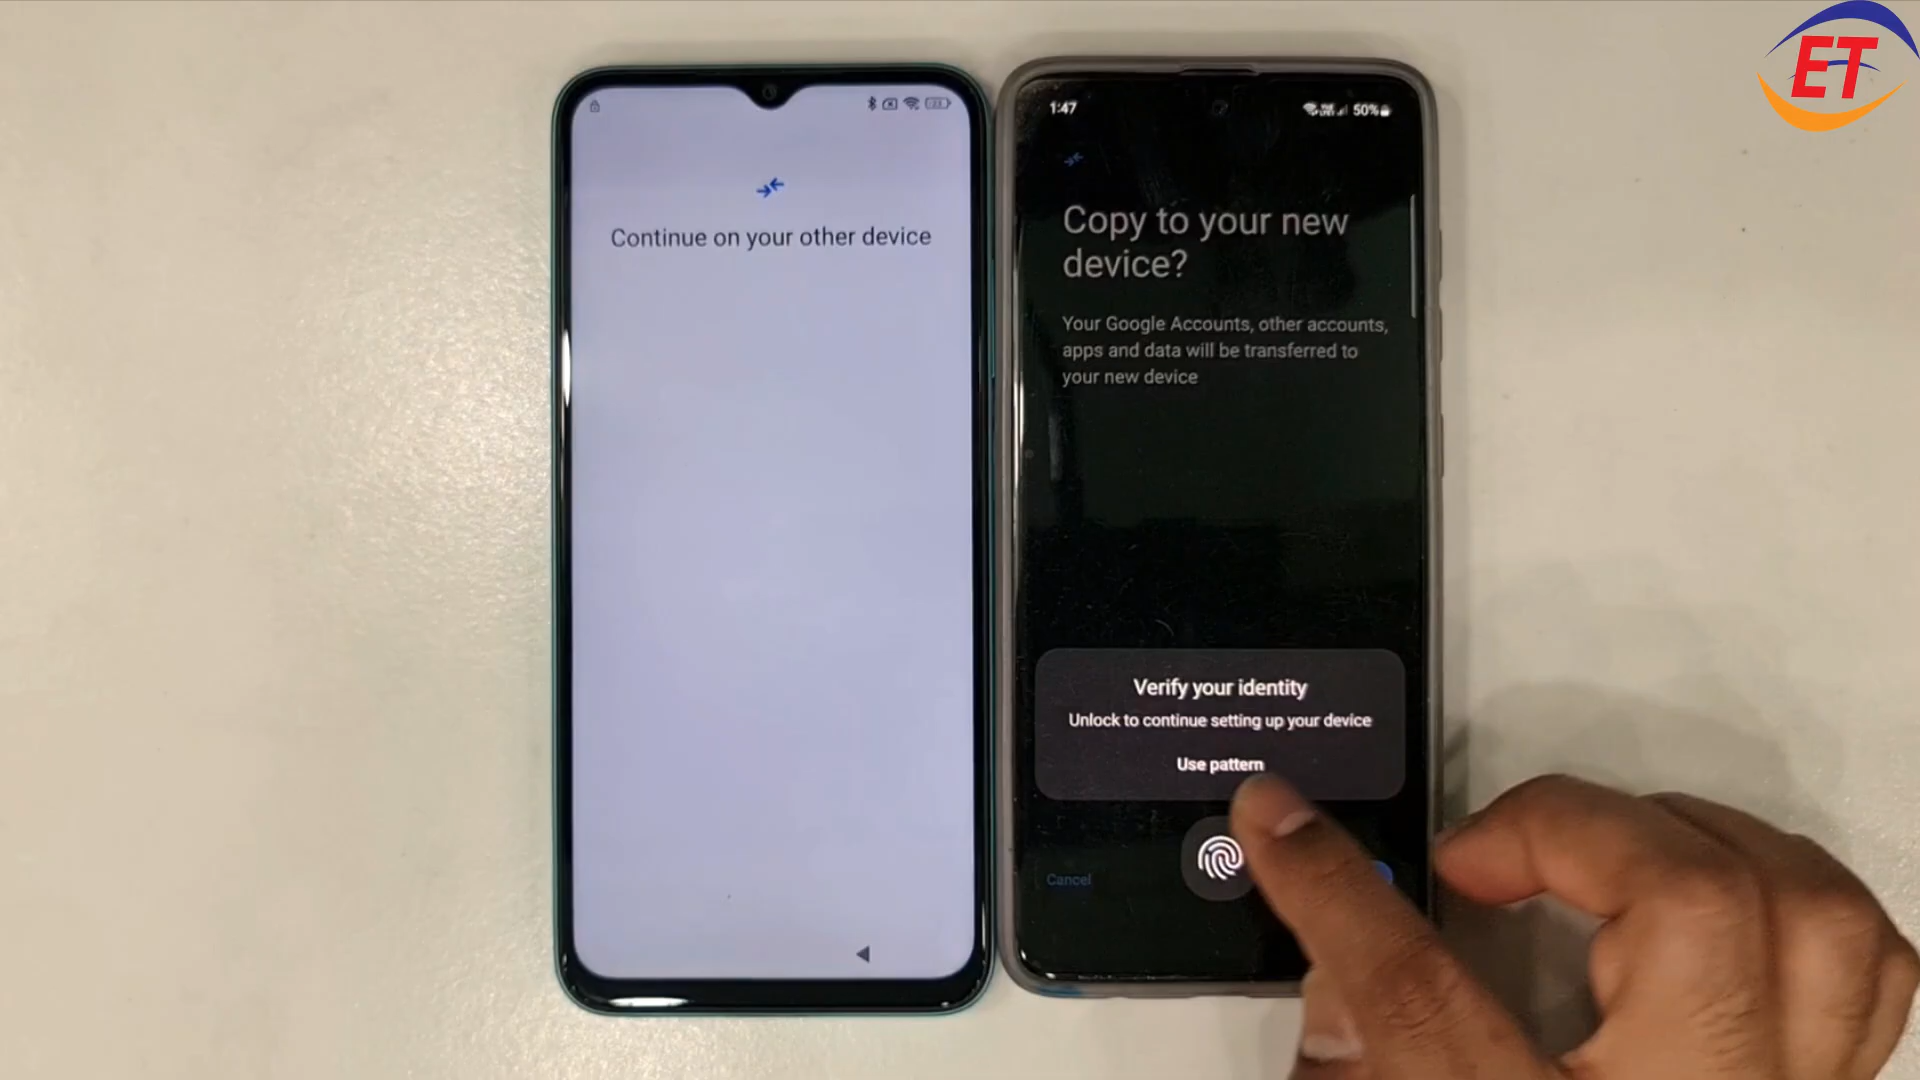 ET
Continue on your other device
1:47
50%
Copy to your new
device?
Your Google Accounts, other accounts,
apps and data will be transferred to
your new device
Verify your identity
Unlock to continue setting up your device
Use pattern
Cancel